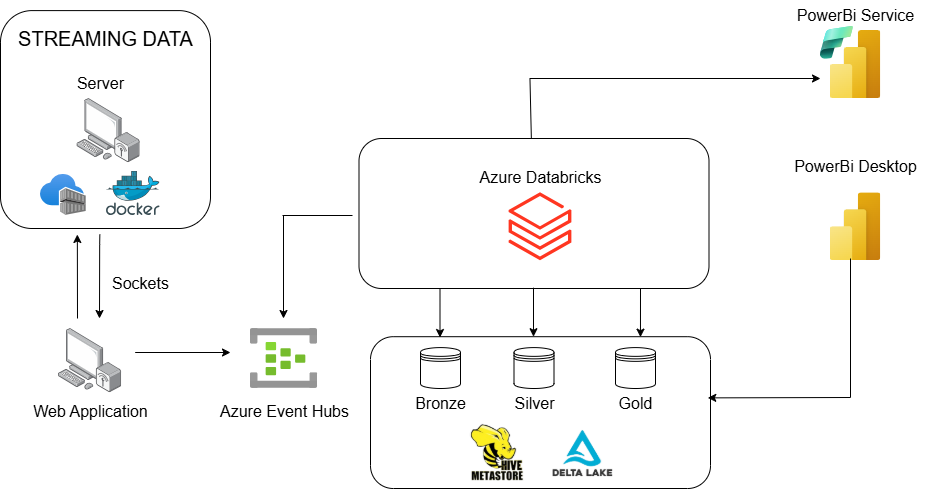 PowerBi Service
STREAMING DATA
Server
docker
Sockets
Web Application
Azure Event Hubs
Azure Databricks
PowerBi Desktop
Bronze
Silver
Gold
HIVE
METASTORE
DELTA LAKE